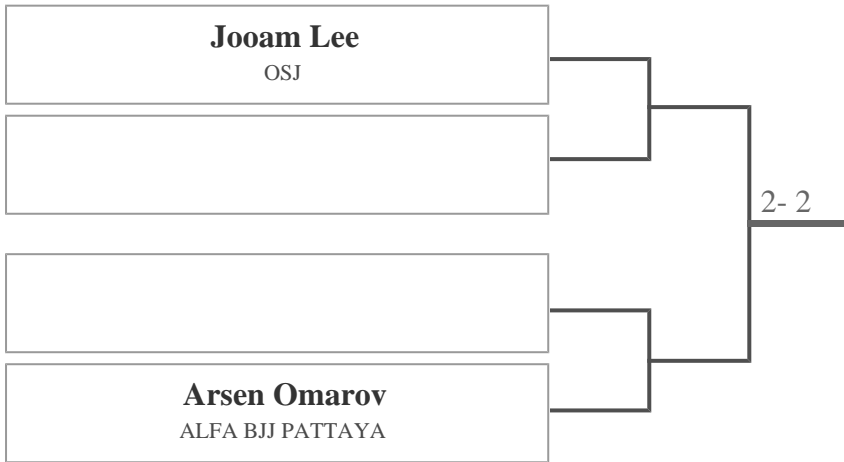 Jooam Lee
OSJ
2- 2
Arsen Omarov
ALFA BJJ PATTAYA